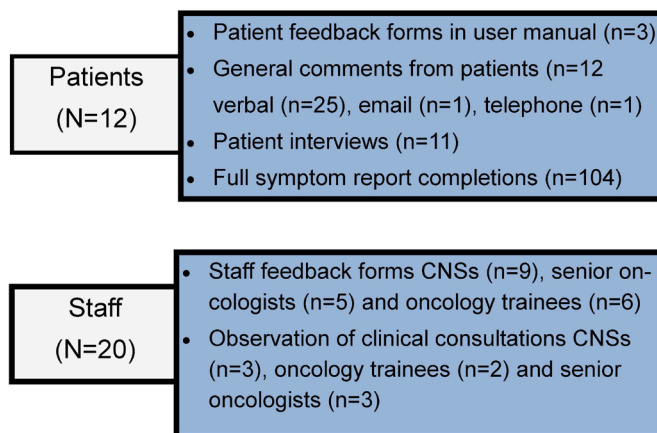 Patients
(N=12)
• Patient feedback forms in user manual (n=3)
• General comments from patients (n=12
verbal (n=25), email (n=1), telephone (n=1)
• Patient interviews (n=11)
• Full symptom report completions (n=104)
Staff
(N=20)
• Staff feedback forms CNSs (n=9), senior on-
cologists (n=5) and oncology trainees (n=6)
• Observation of clinical consultations CNSs
(n=3), oncology trainees (n=2) and senior
oncologists (n=3)